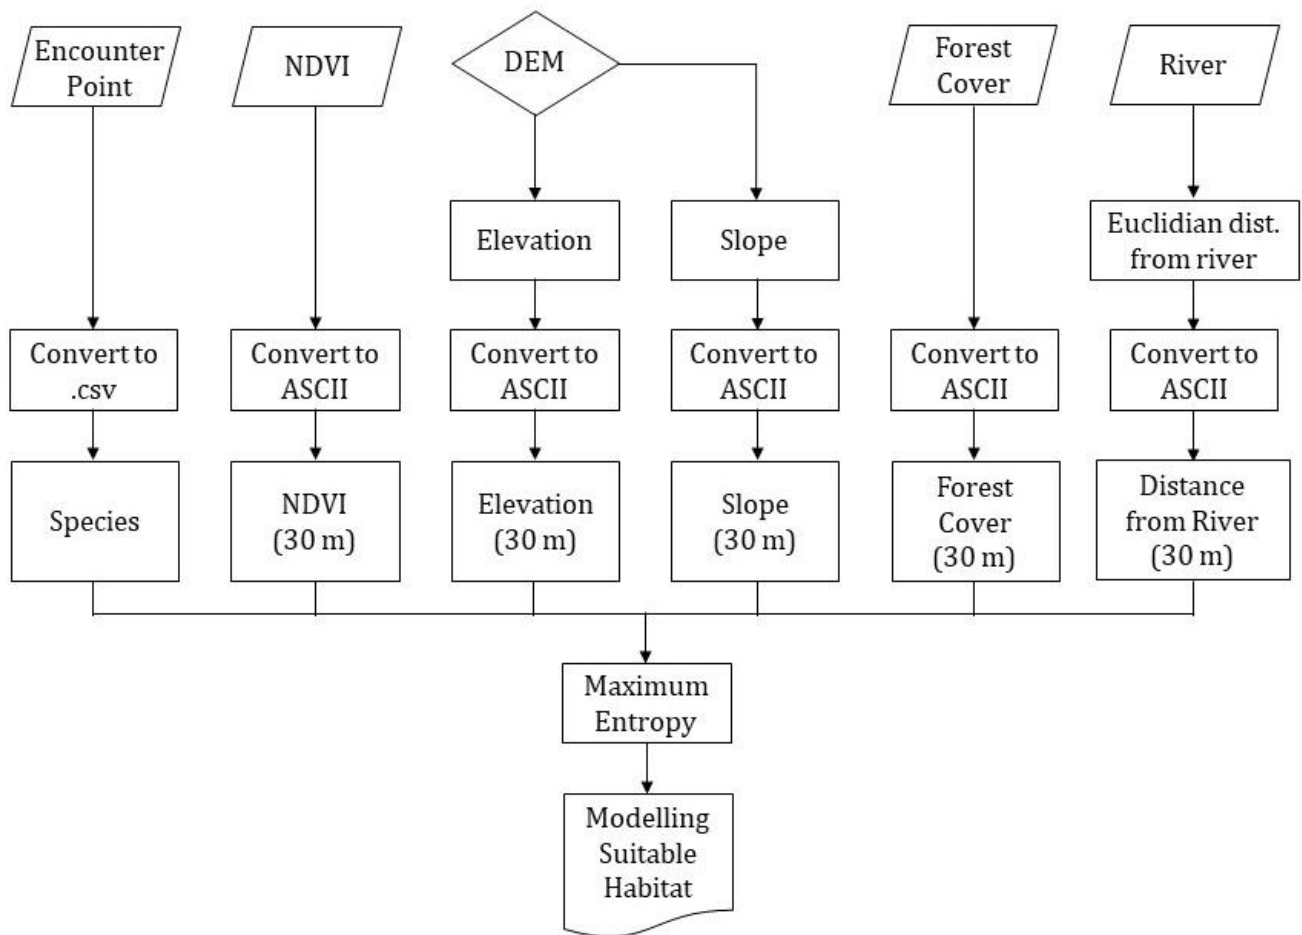 Encounter
Point
NDVI
DEM
Forest
Cover
River
Elevation
Slope
Euclidian dist.
from river
Convert to
.csv
Convert to
ASCII
Convert to
ASCII
Convert to
ASCII
Convert to
ASCII
Convert to
ASCII
Species
NDVI
(30 m)
Elevation
(30 m)
Slope
(30 m)
Forest
Cover
(30 m)
Distance
from River
(30 m)
Maximum
Entropy
Modelling
Suitable
Habitat